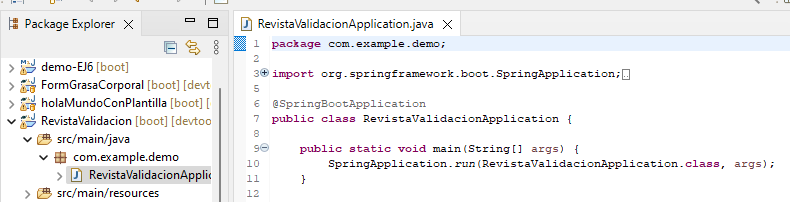 Package Explorer
demo-EJ6 [boot]
FormGrasaCorporal [boot] [devt
holaMundoConPlantilla [boot] [
RevistaValidacion [boot] [devtoo
src/main/java
com.example.demo
RevistaValidacionApplic
src/main/resources
RevistaValidacionApplication.java
1 package com.example.demo;
2
3 import org.springframework.boot.SpringApplication;
5
6 @SpringBootApplication
7 public class RevistaValidacionApplication {
8
9 public static void main(String[] args) {
10 SpringApplication.run(RevistaValidacionApplication.class, args);
11 }
12